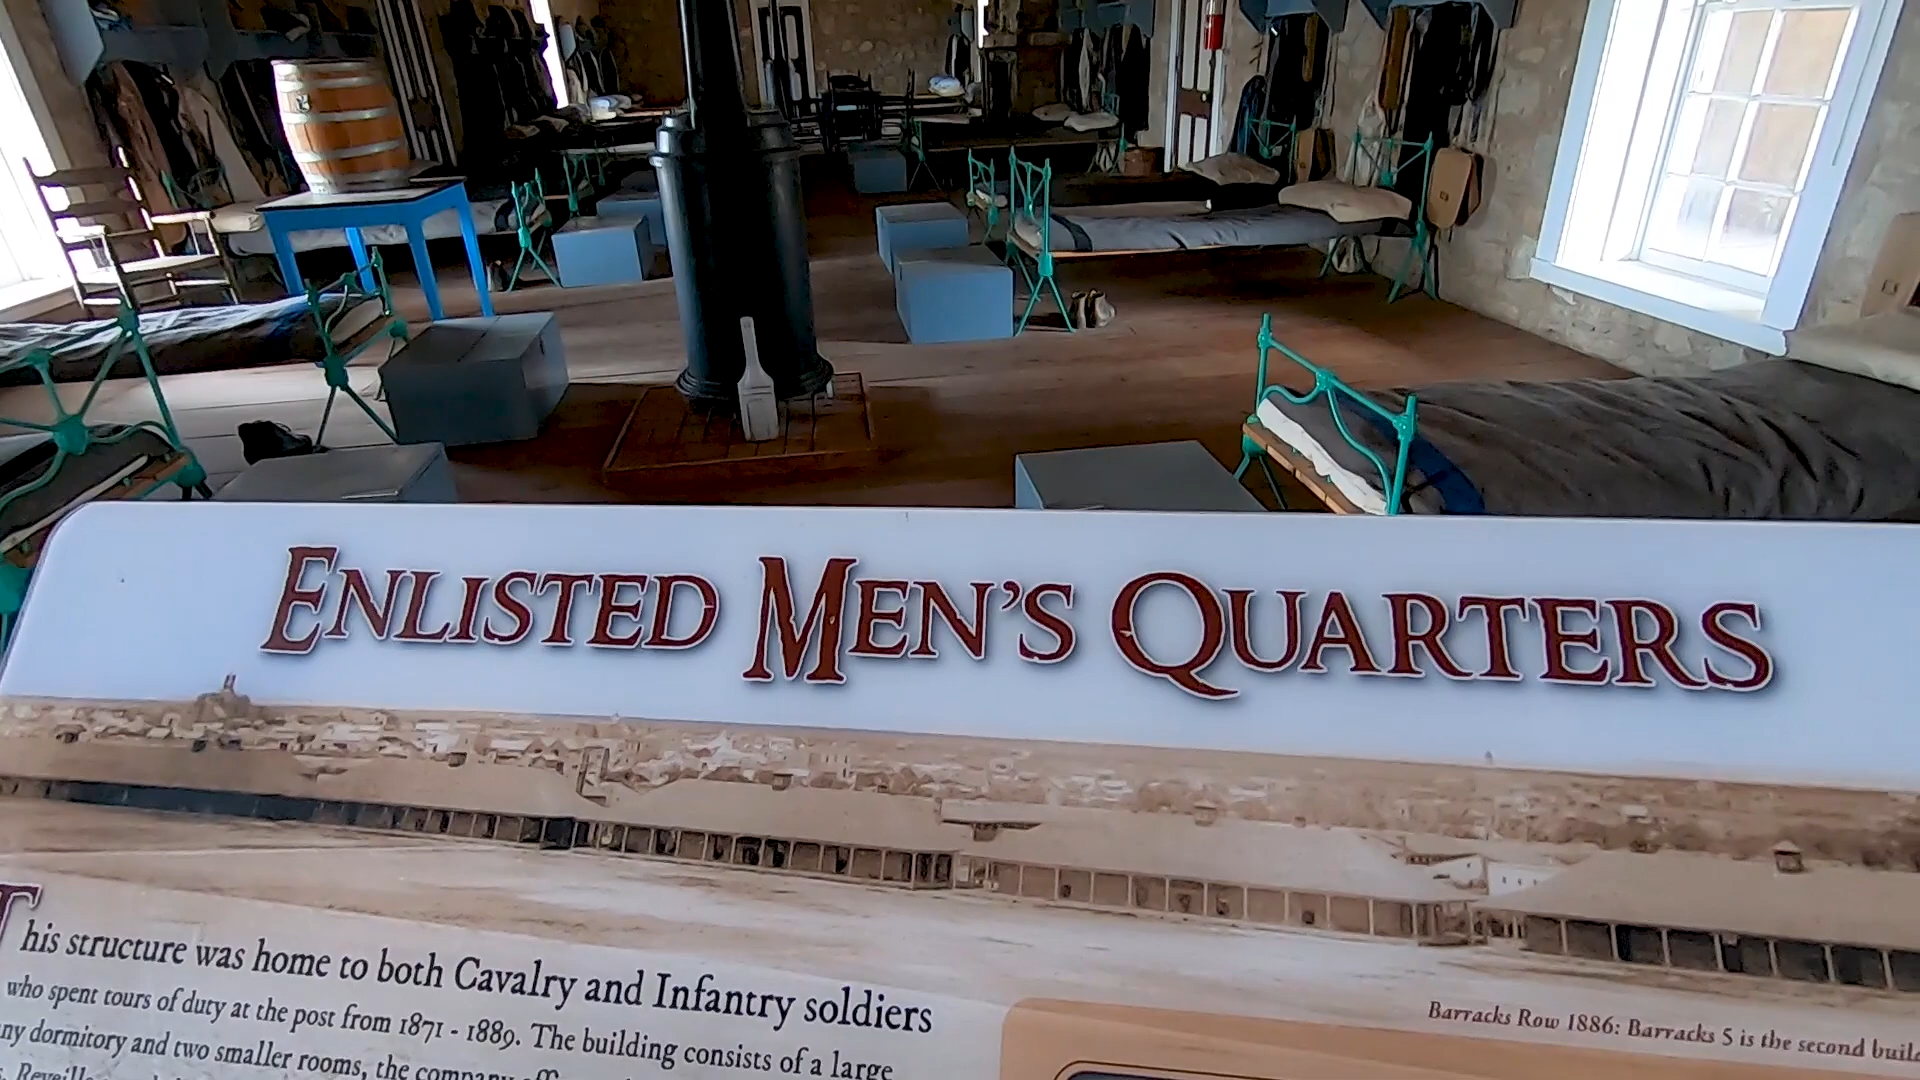 ENLISTED MEN'S QUARTERS
This structure was home to both Cavalry and Infantry soldiers
who spent tours of duty at the post from 1871 - 1889. The building consists of a large
dormitory and two smaller rooms, the company
Barracks Row 1886: Barracks 5 is the second